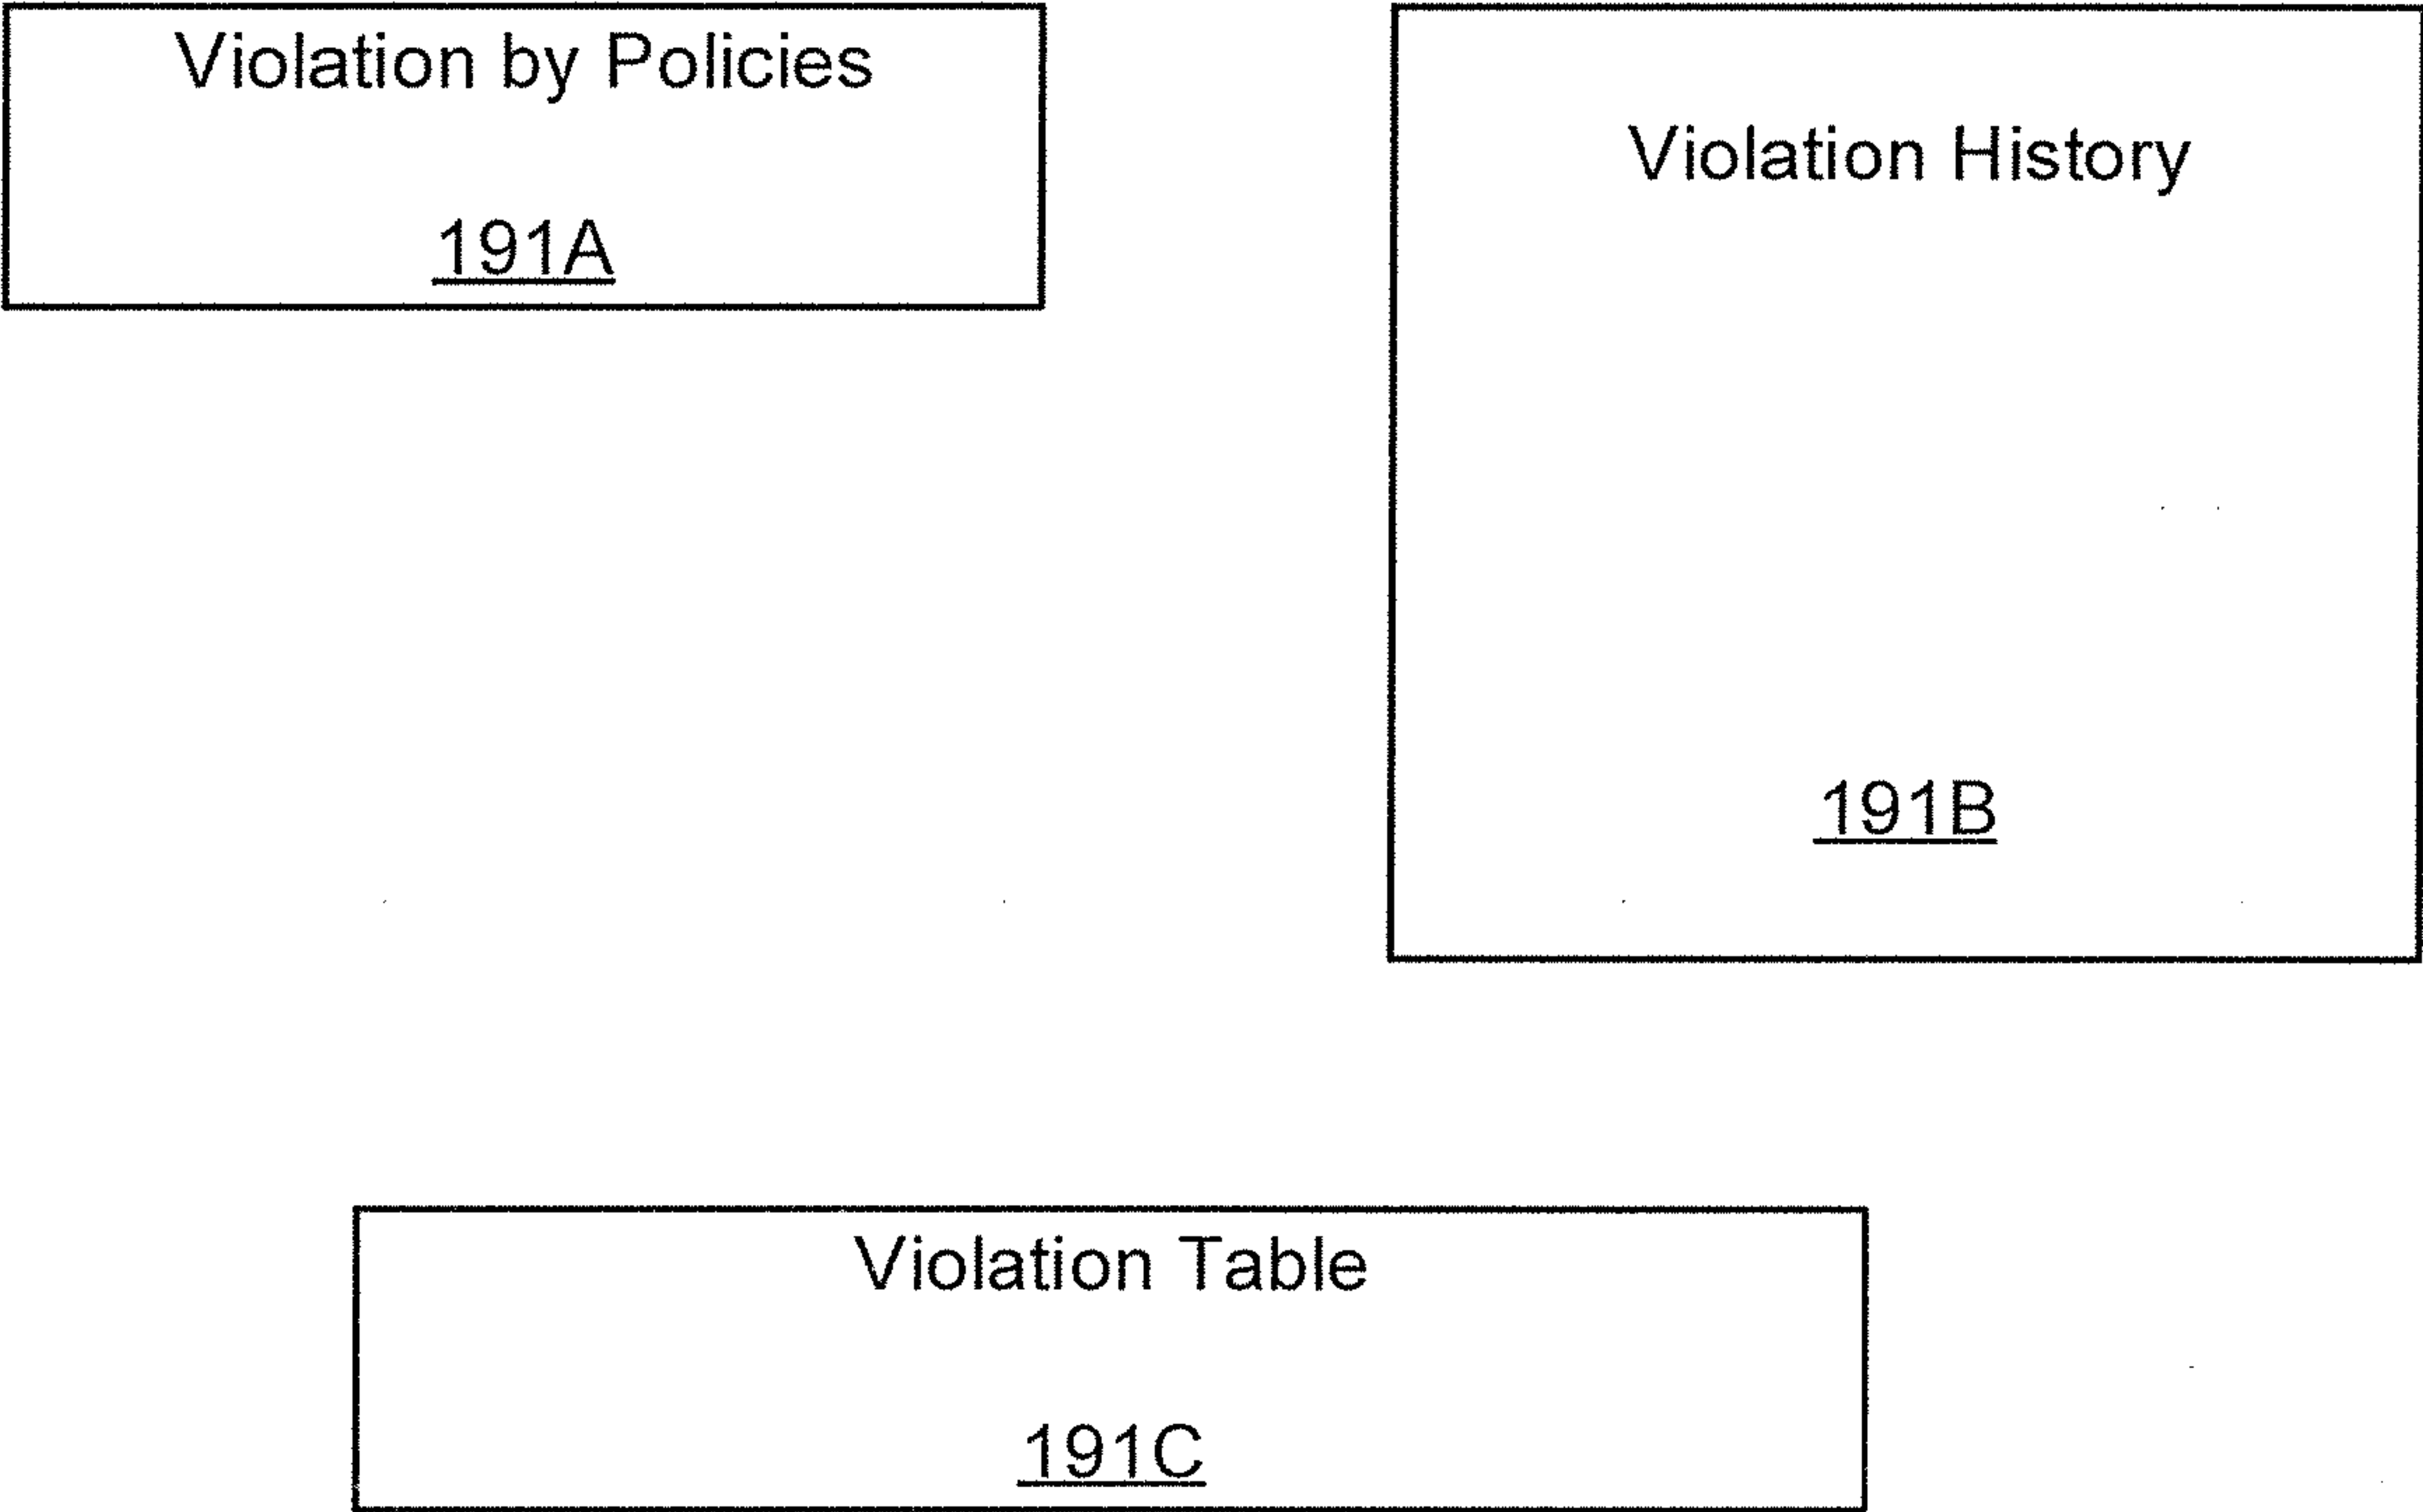 Violation by Policies
191A
Violation History
191B
Violation Table
191C